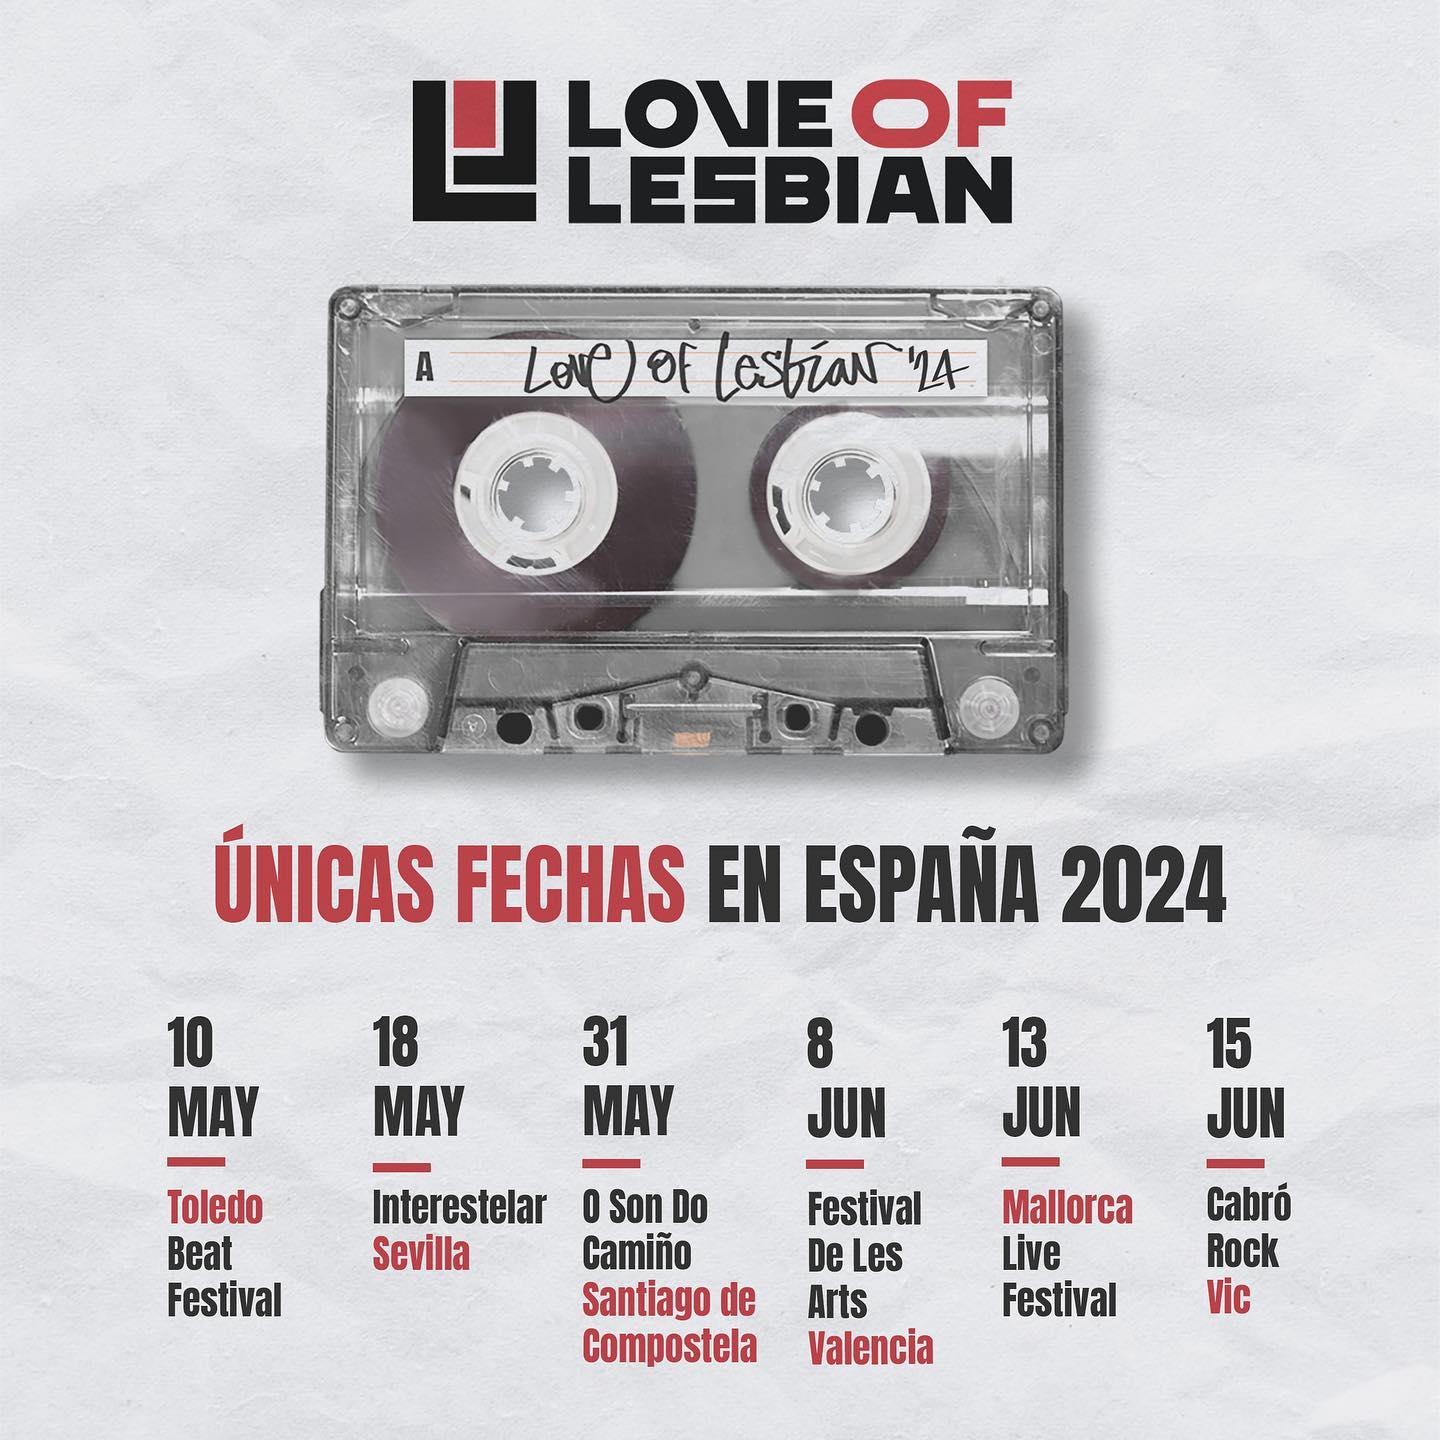 LOVE OF
LESBIAN
A Love of Lesbian '24
ÚNICAS FECHAS EN ESPAÑA 2024
10
MAY
Toledo
Beat
Festival
18
MAY
Interestelar
Sevilla
31
MAY
O Son Do
Camiño
Santiago de
Compostela
8
JUN
Festival
De Les
Arts
Valencia
13
JUN
Mallorca
Live
Festival
15
JUN
Cabró
Rock
Vic